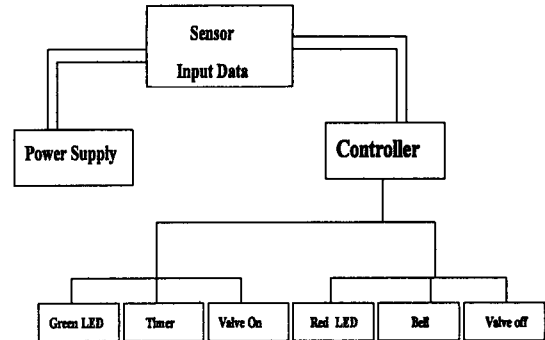 Sensor
Input Data
Power Supply
Controller
Green LED
Timer
Valve On
Red LED
Bell
Valve off